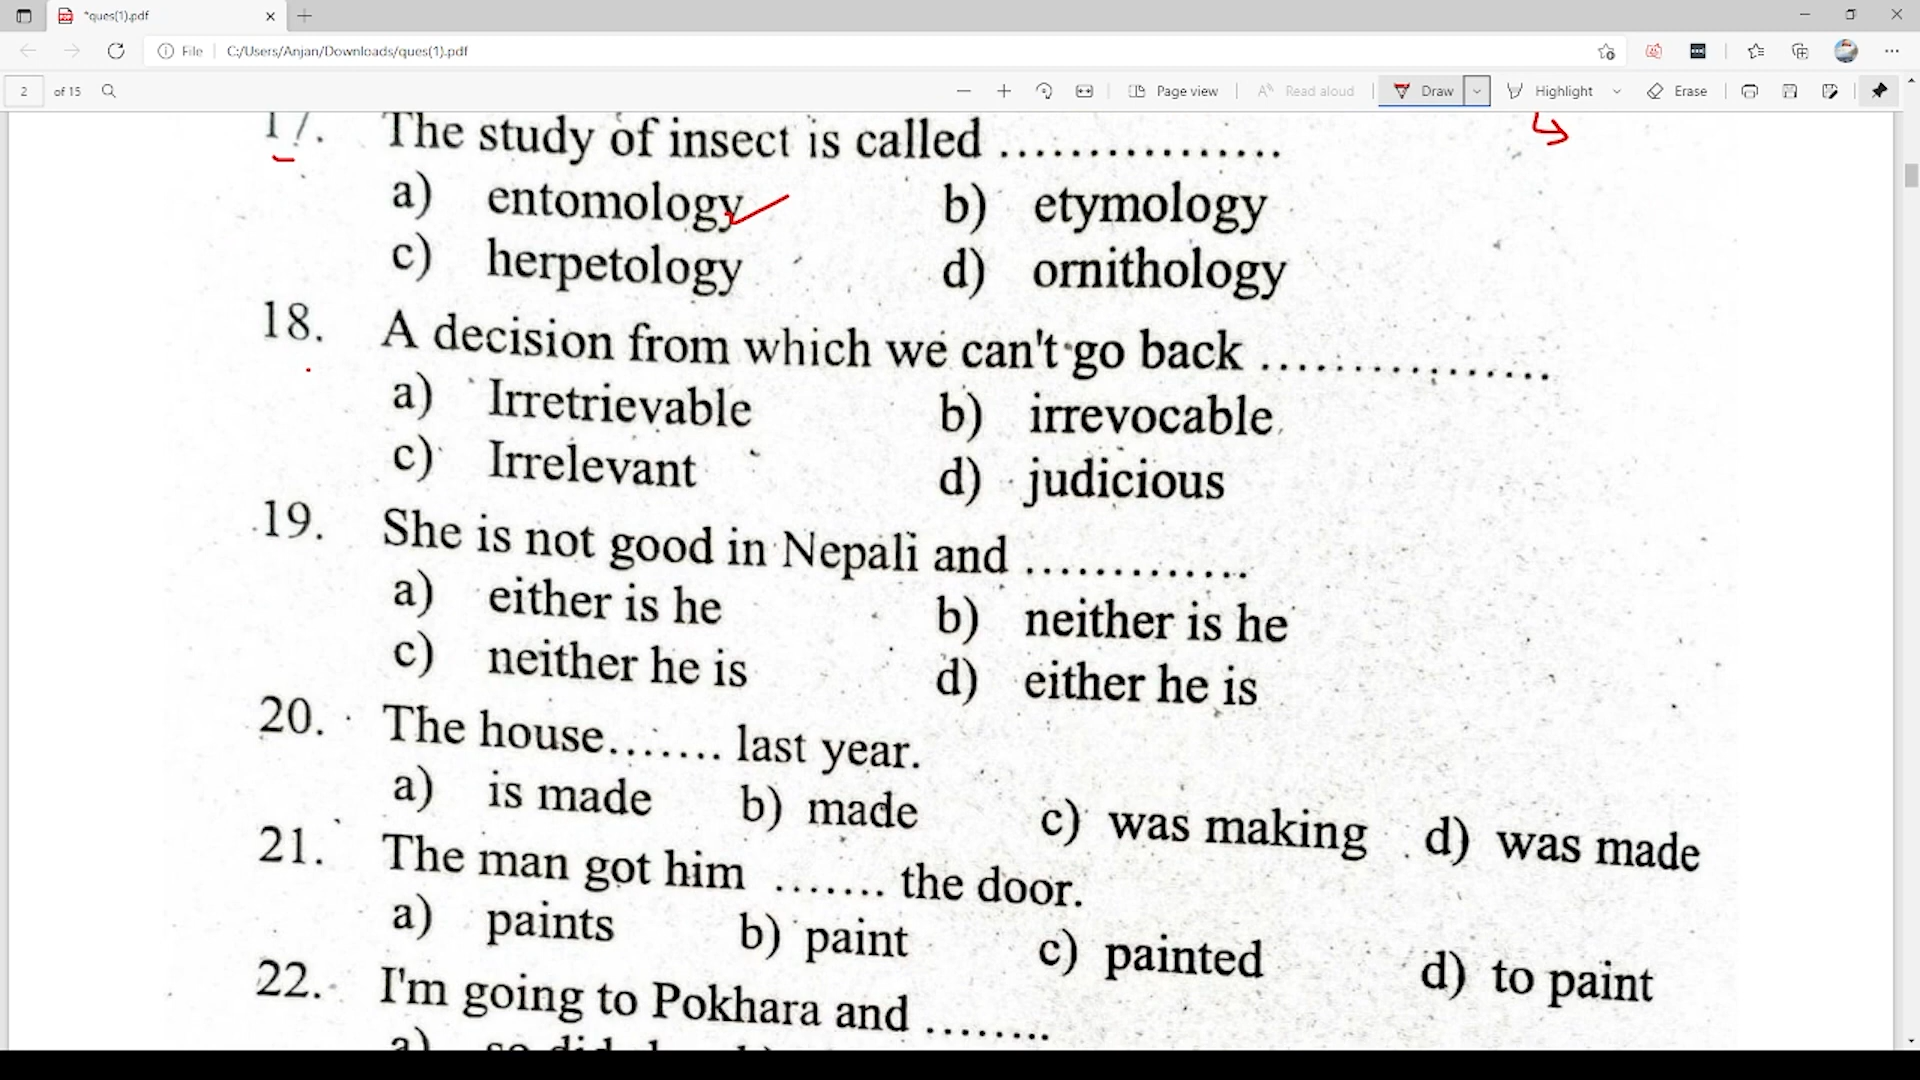 *ques(1).pdf
File C:/Users/Anjan/Downloads/ques(1).pdf
2 of 15 Page view Read aloud Draw Highlight Erase
17. The study of insect is called ................
a) entomology b) etymology
c) herpetology d) ornithology
18. A decision from which we can't go back ................
a) Irretrievable b) irrevocable
c) Irrelevant d) judicious
19. She is not good in Nepali and .............
a) either is he b) neither is he
c) neither he is d) either he is
20. The house....... last year.
a) is made b) made c) was making d) was made
21. The man got him ....... the door.
a) paints b) paint c) painted d) to paint
22. I'm going to Pokhara and ........